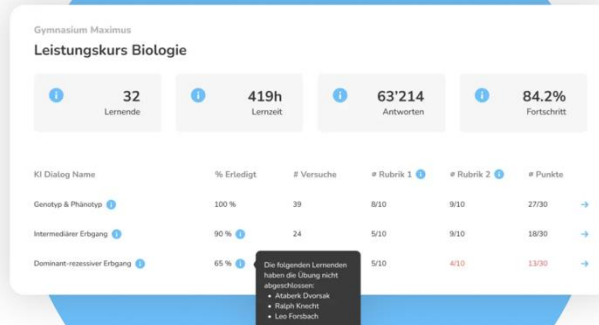 Gymnasium Maximus
Leistungskurs Biologie
32
Lernende
419h
Lernzeit
63'214
Antworten
84.2%
Fortschritt
KI Dialog Name % Erledigt # Versuche # Rubrik 1 # Rubrik 2 # Punkte
Genotyp & Phänotyp 100 % 39 8/10 9/10 27/30
Intermediärer Erbgang 90 % 24 5/10 9/10 18/30
Dominant-rezessiver Erbgang 65 % 5/10 4/10 13/30
Die folgenden Lernenden
haben die Übung nicht
abgeschlossen:
• Ataberk Dvorsak
• Ralph Knecht
• Leo Forsbach